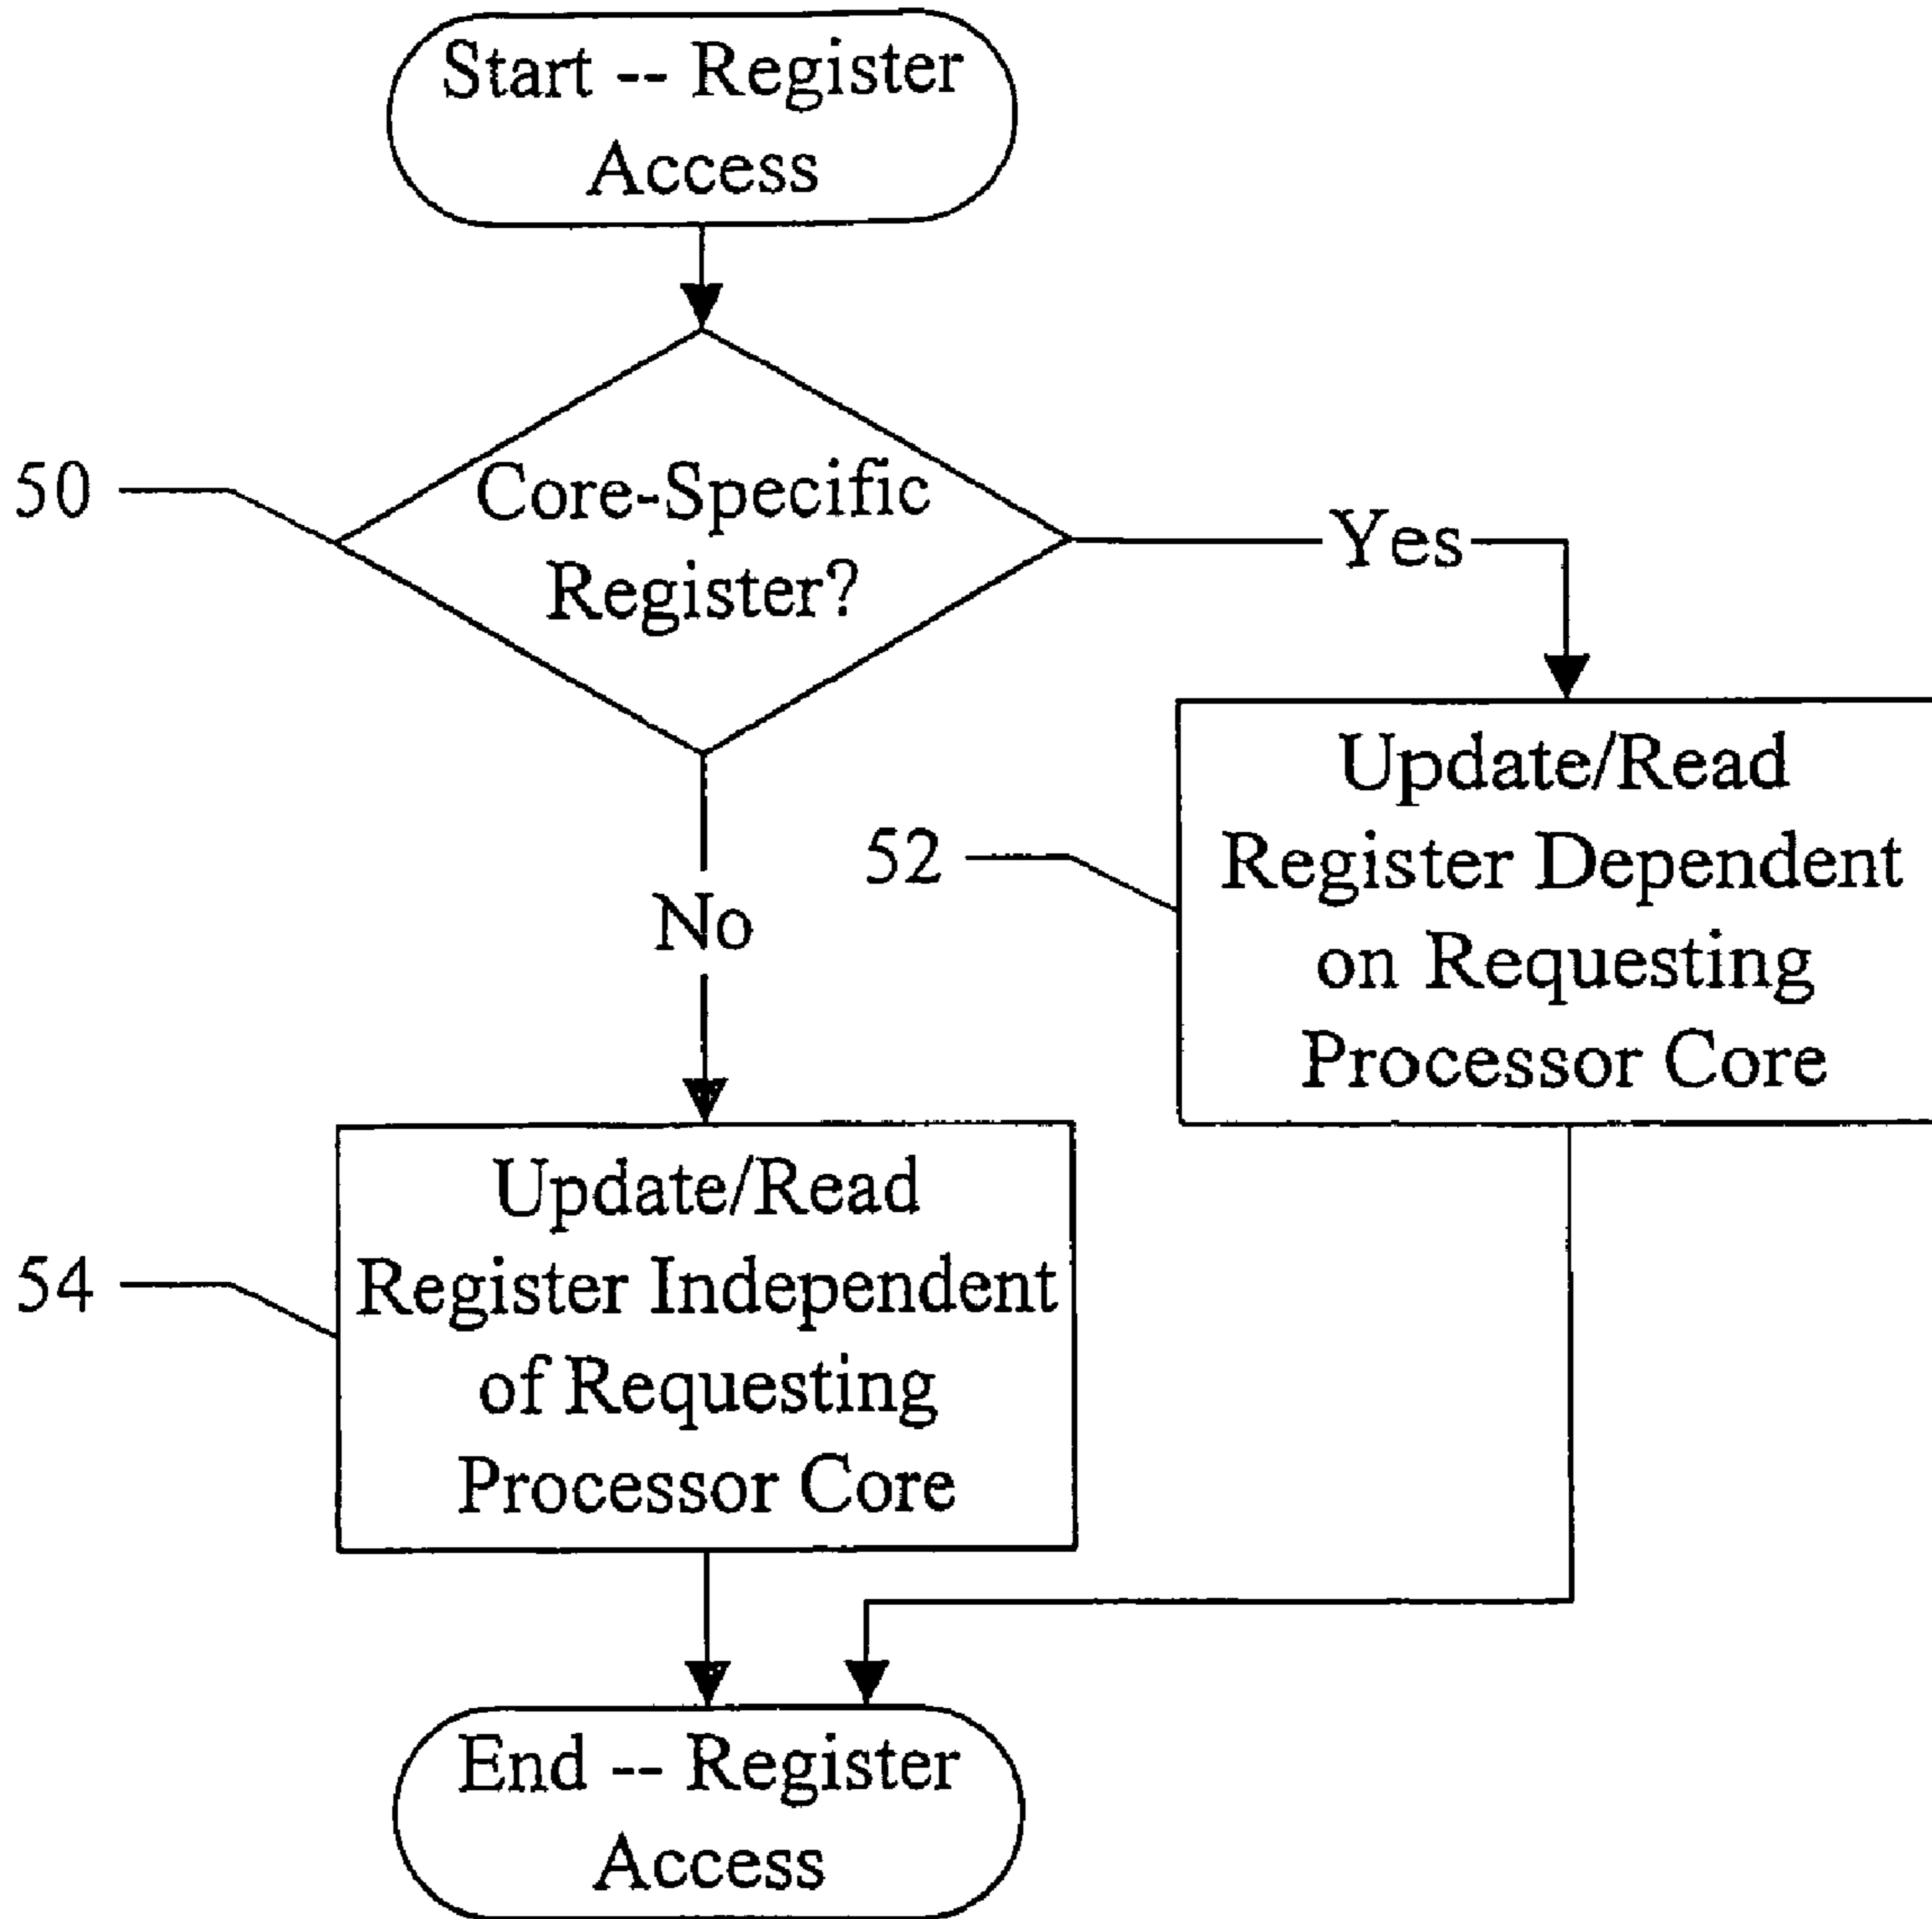 Start -- Register
Access
50
Core-Specific
Register?
Yes
Update/Read
Register Dependent
on Requesting
Processor Core
52
No
Update/Read
Register Independent
of Requesting
Processor Core
54
End -- Register
Access